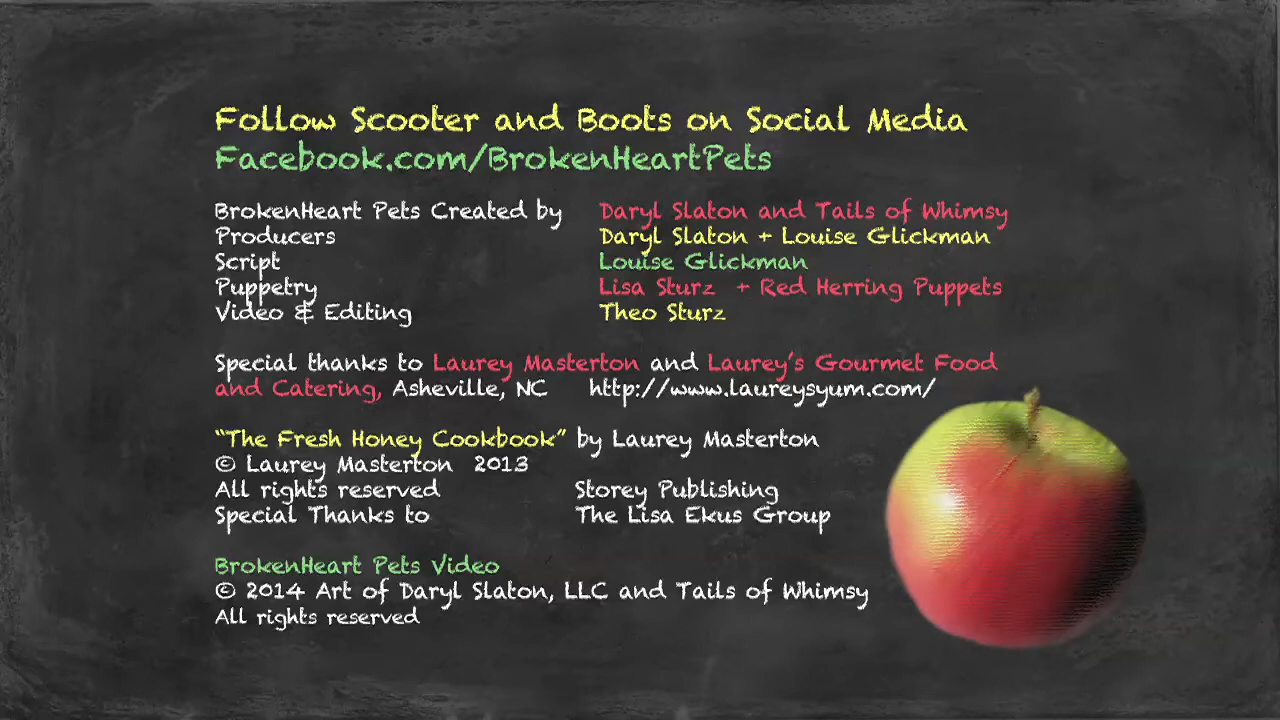 Follow Scooter and Boots on Social Media
Facebook.com/BrokenHeartPets
BrokenHeart Pets Created by Daryl Slaton and Tails of Whimsy
Producers Daryl Slaton + Louise Glickman
Script Louise Glickman
Puppetry Lisa Sturz + Red Herring Puppets
Video & Editing Theo Sturz
Special thanks to Laurey Masterton and Laurey's Gourmet Food
and Catering, Asheville, NC http://www.laureysyum.com/
"The Fresh Honey Cookbook" by Laurey Masterton
© Laurey Masterton 2013
All rights reserved Storey Publishing
Special Thanks to The Lisa Ekus Group
BrokenHeart Pets Video
© 2014 Art of Daryl Slaton, LLC and Tails of Whimsy
All rights reserved